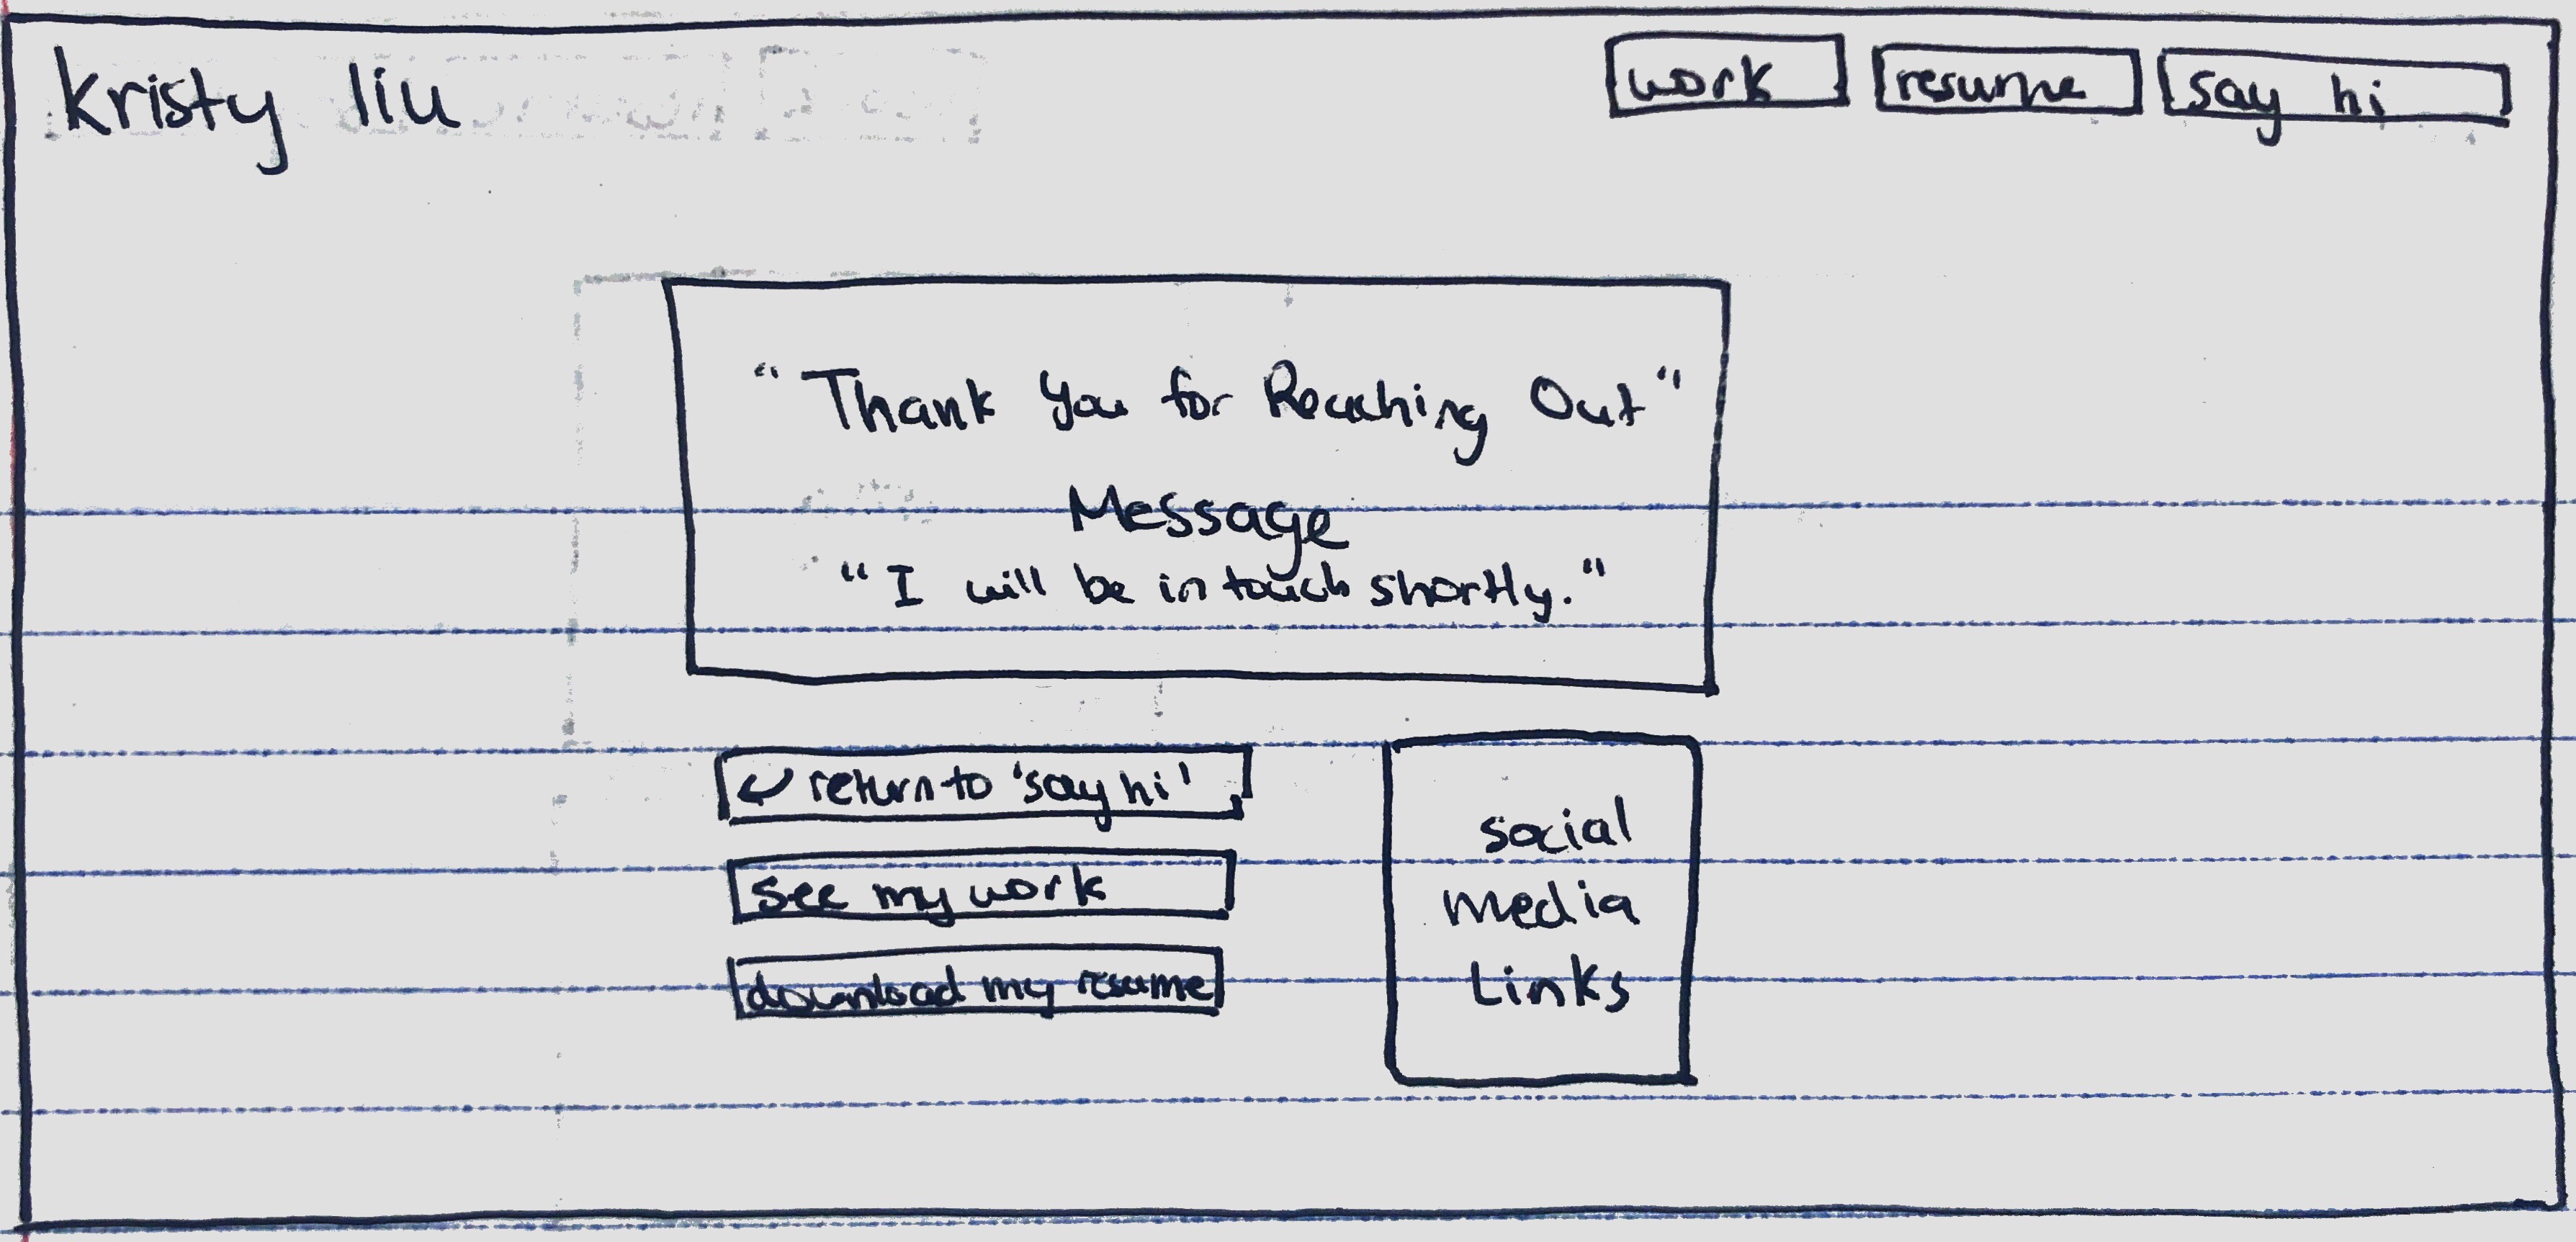 kristy liu
work
resume
say hi
"Thank You for Reaching Out"
Message
"I will be in touch shortly."
return to 'say hi'
see my work
download my resume
social
media
Links